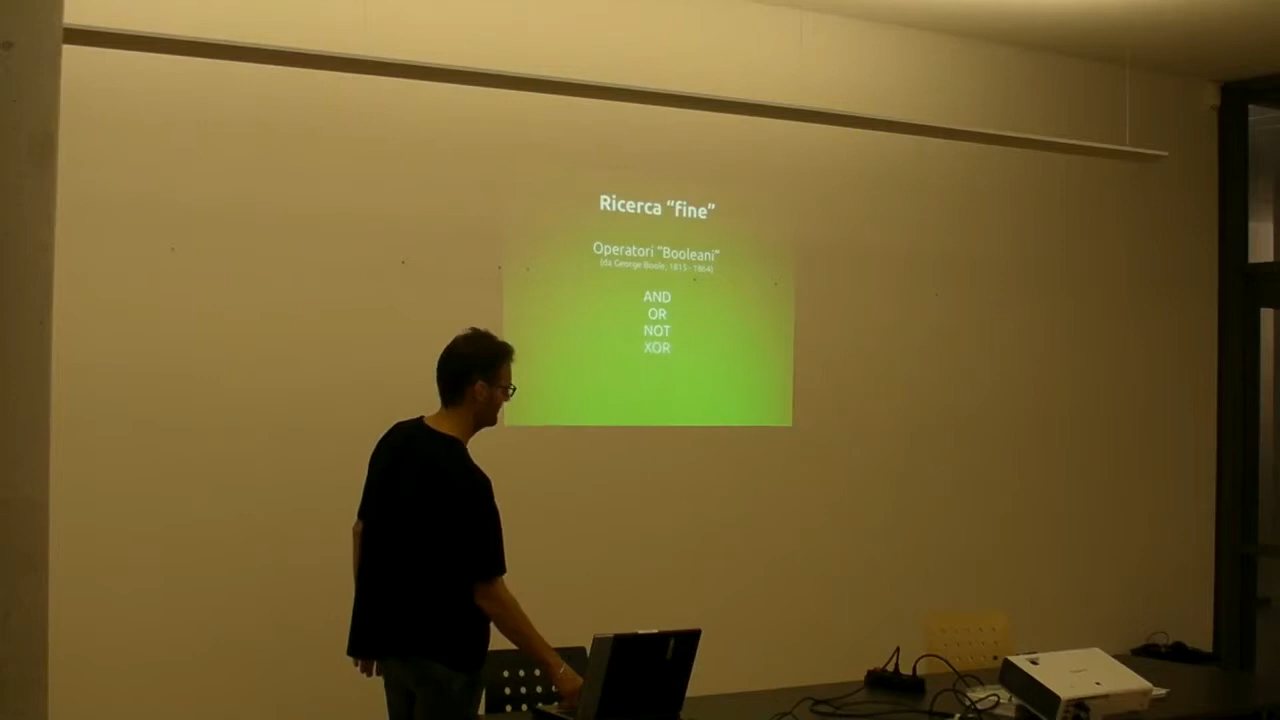 Ricerca “fine”
Operatori “Booleani”
(da George Boole, 1815 - 1864)
AND
OR
NOT
XOR